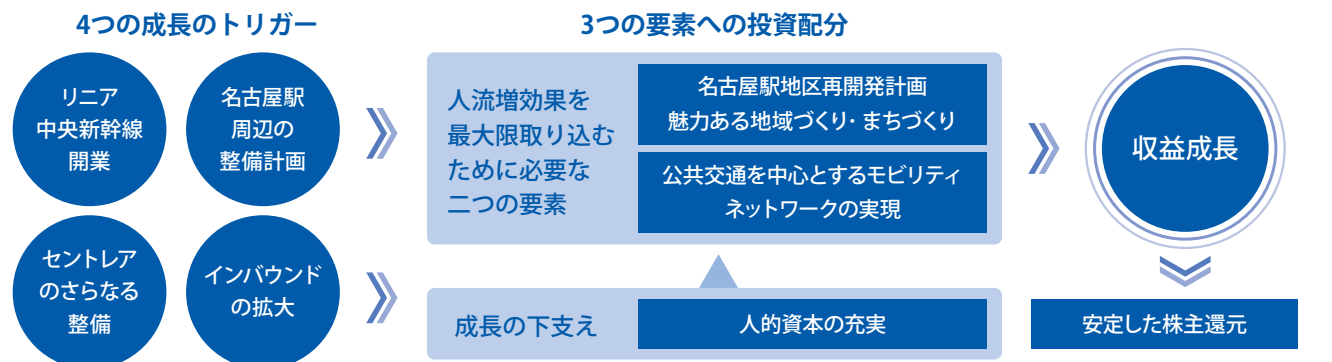 4つの成長のトリガー
3つの要素への投資配分
リニア
中央新幹線
開業
名古屋駅
周辺の
整備計画
セントレア
のさらなる
整備
インバウンド
の拡大
人流増効果を
最大限取り込む
ために必要な
二つの要素
名古屋駅地区再開発計画
魅力ある地域づくり・まちづくり
公共交通を中心とするモビリティ
ネットワークの実現
成長の下支え
人的資本の充実
収益成長
安定した株主還元